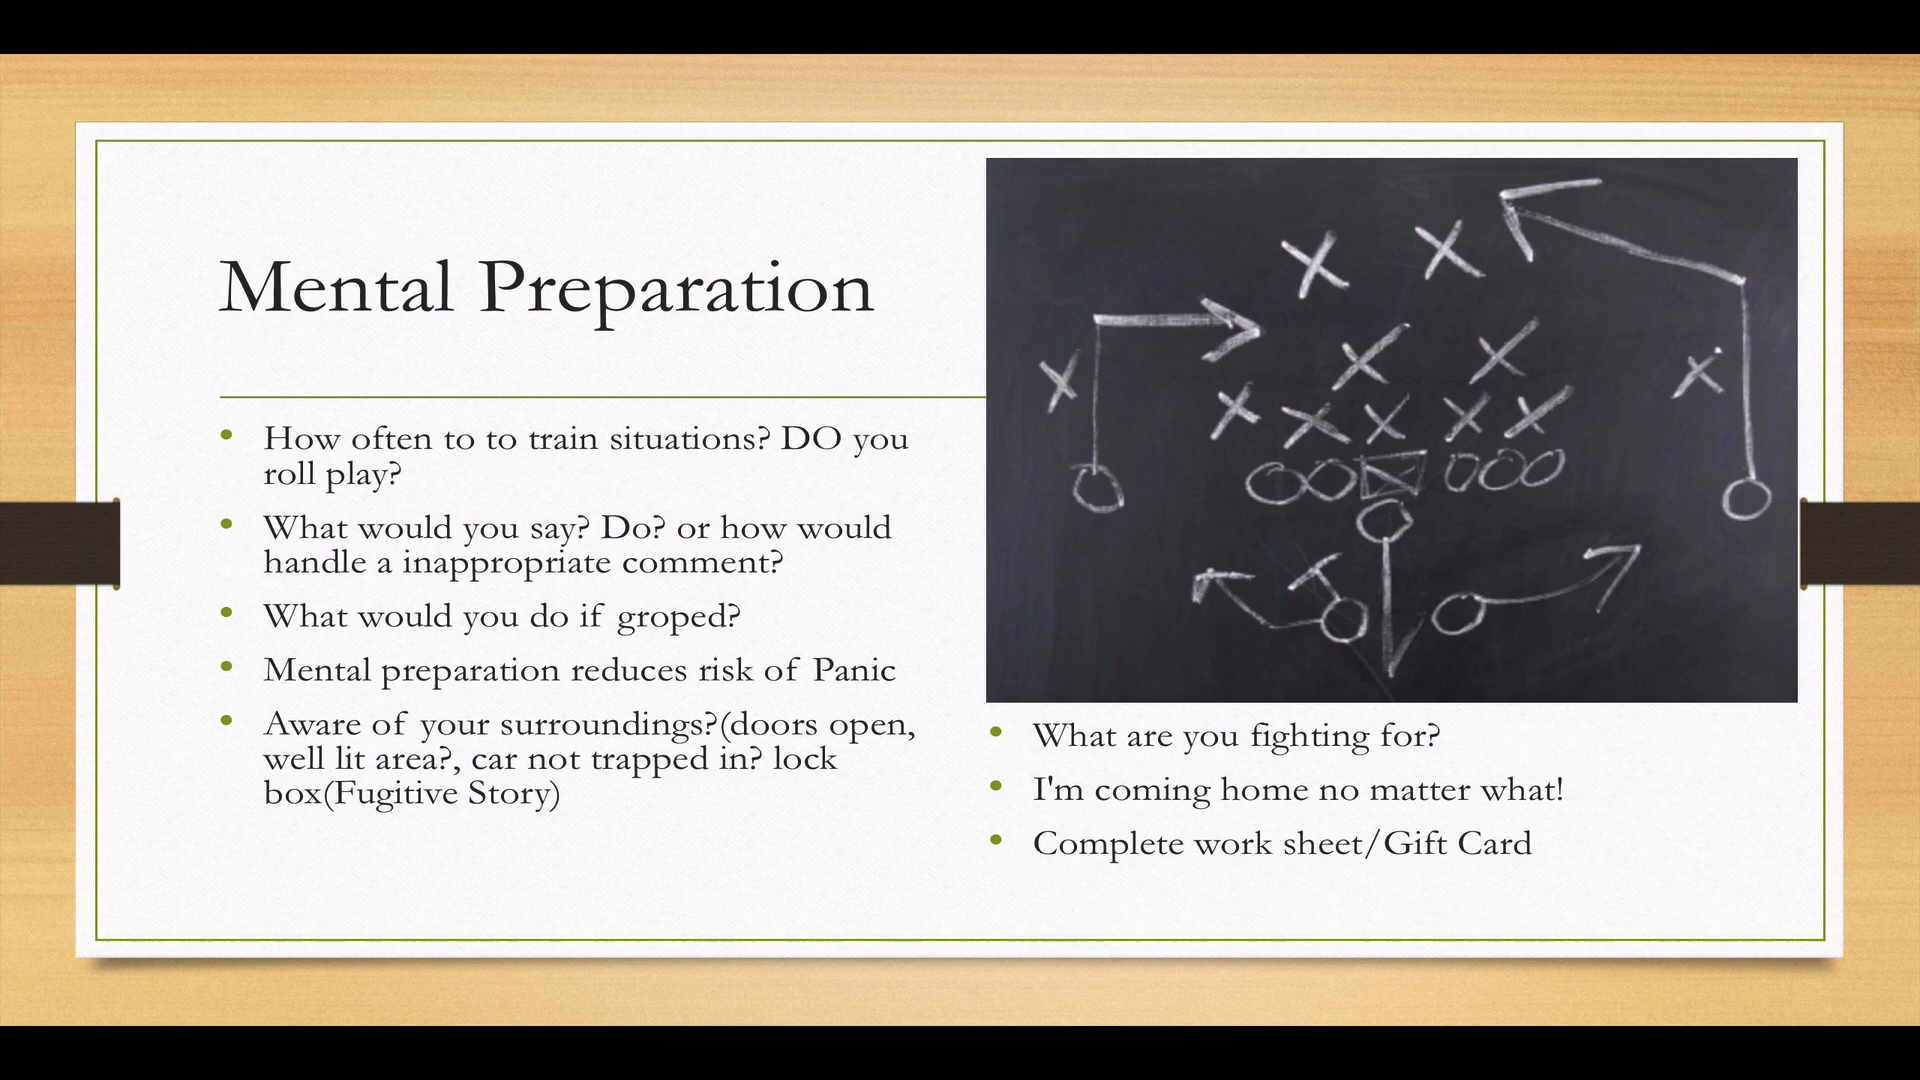 Mental Preparation
How often to to train situations? DO you
roll play?
What would you say? Do? or how would
handle a inappropriate comment?
What would you do if groped?
Mental preparation reduces risk of Panic
Aware of your surroundings?(doors open,
well lit area?, car not trapped in? lock
box(Fugitive Story)
What are you fighting for?
I'm coming home no matter what!
Complete work sheet/Gift Card